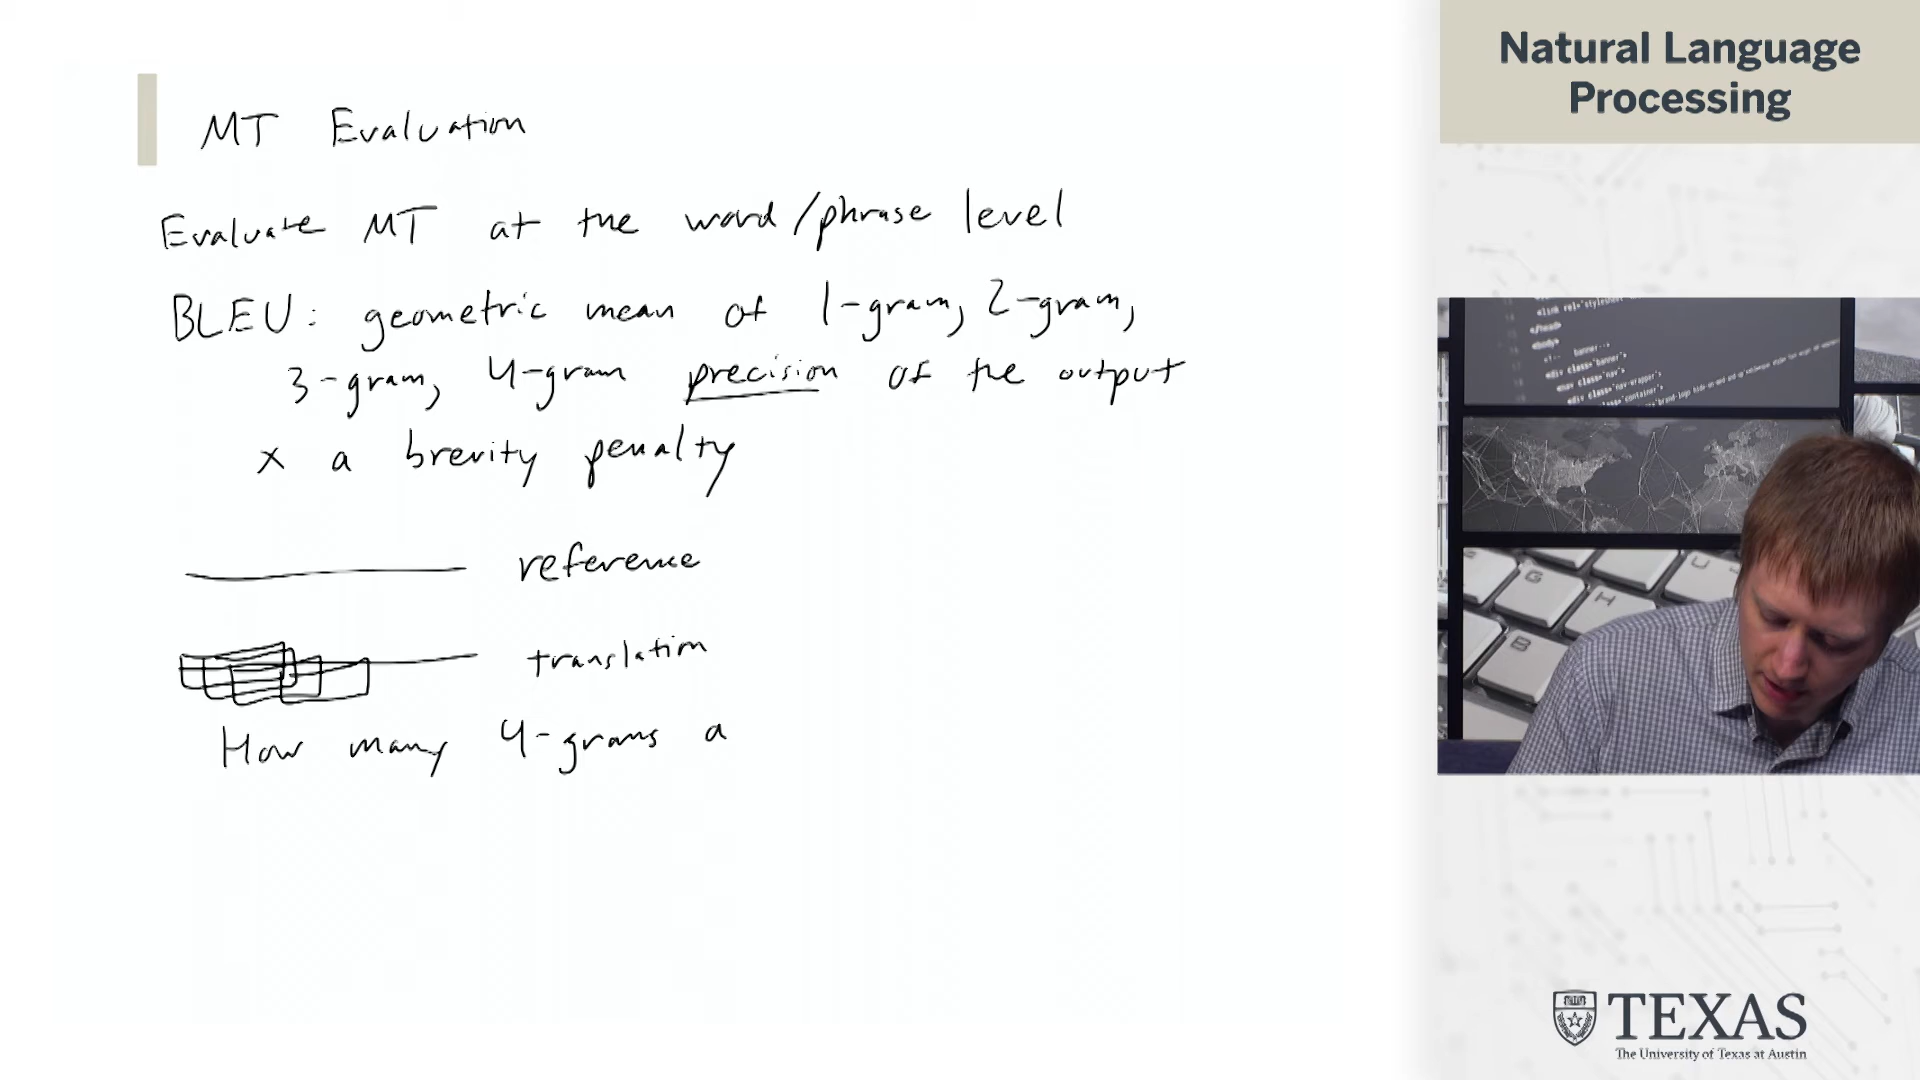 MT Evaluation
Evaluate MT at the word/phrase level
BLEU: geometric mean of 1-gram, 2-gram,
3-gram, 4-gram precision of the output
x a brevity penalty
reference
translation
How many 4-grams a
Natural Language
Processing
G
H
B
TEXAS
The University of Texas at Austin